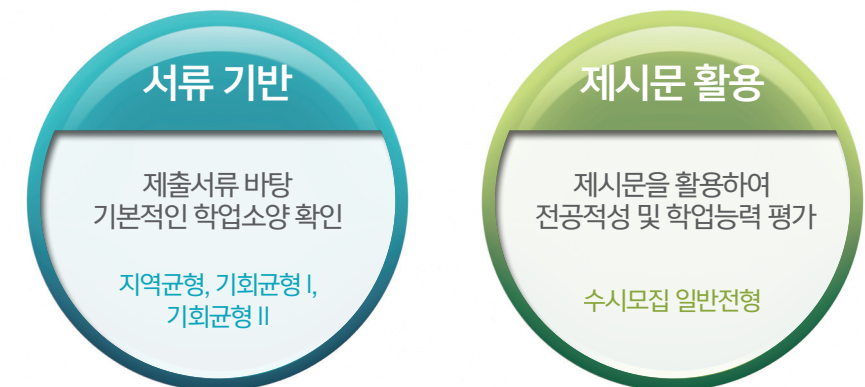 서류 기반
제출서류 바탕
기본적인 학업소양 확인
지역균형, 기회균형 I,
기회균형 II
제시문 활용
제시문을 활용하여
전공적성 및 학업능력 평가
수시모집 일반전형